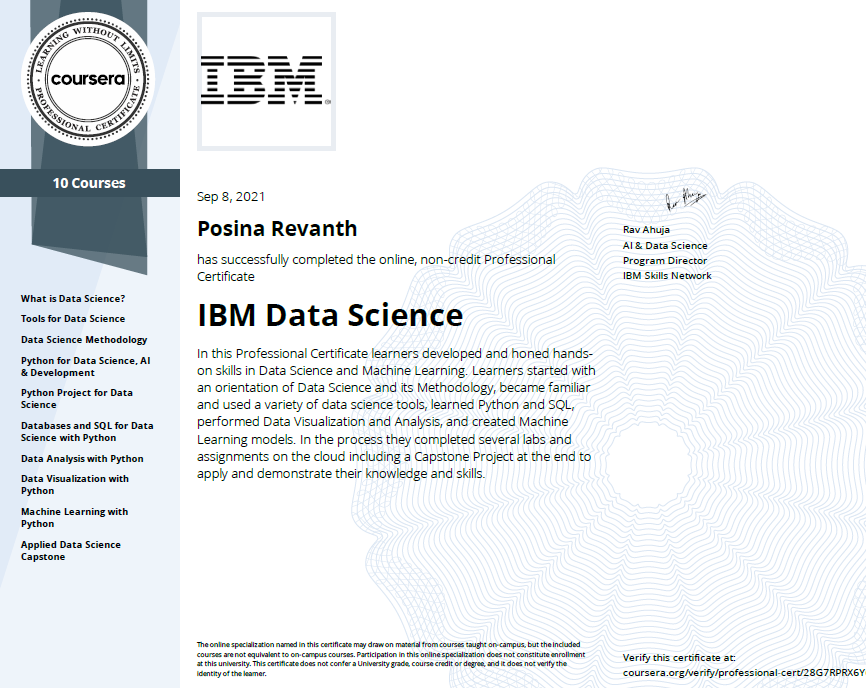 LEARNING WITHOUT LIMITS
coursera
PROFESSIONAL CERTIFICATE
10 Courses
What is Data Science?
Tools for Data Science
Data Science Methodology
Python for Data Science, AI
& Development
Python Project for Data
Science
Databases and SQL for Data
Science with Python
Data Analysis with Python
Data Visualization with
Python
Machine Learning with
Python
Applied Data Science
Capstone
IBM
Sep 8, 2021
Posina Revanth
has successfully completed the online, non-credit Professional
Certificate
IBM Data Science
In this Professional Certificate learners developed and honed hands-
on skills in Data Science and Machine Learning. Learners started with
an orientation of Data Science and its Methodology, became familiar
and used a variety of data science tools, learned Python and SQL,
performed Data Visualization and Analysis, and created Machine
Learning models. In the process they completed several labs and
assignments on the cloud including a Capstone Project at the end to
apply and demonstrate their knowledge and skills.
Rav Ahuja
AI & Data Science
Program Director
IBM Skills Network
The online specialization named in this certificate may draw on material from courses taught on-campus, but the included
courses are not equivalent to on-campus courses. Participation in this online specialization does not constitute enrollment
at this university. This certificate does not confer a University grade, course credit or degree, and it does not verify the
identity of the learner.
Verify this certificate at:
coursera.org/verify/professional-cert/28G7RPRX6Y